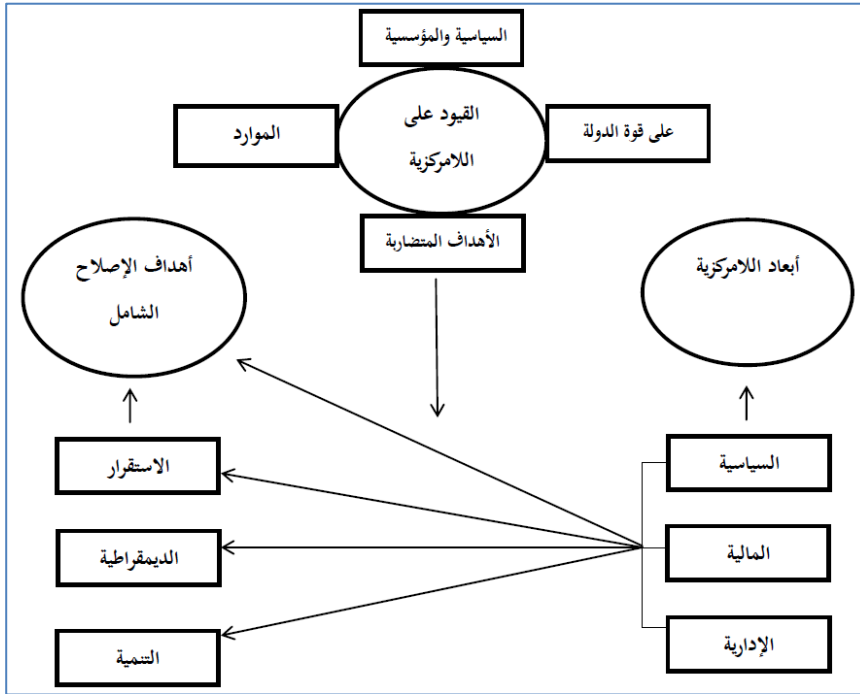 السياسية والمؤسسية
على قوة الدولة
القيود على
اللامركزية
الموارد
الأهداف المتضاربة
أبعاد اللامركزية
أهداف الإصلاح
الشامل
السياسية
الاستقرار
المالية
الديمقراطية
الإدارية
التنمية